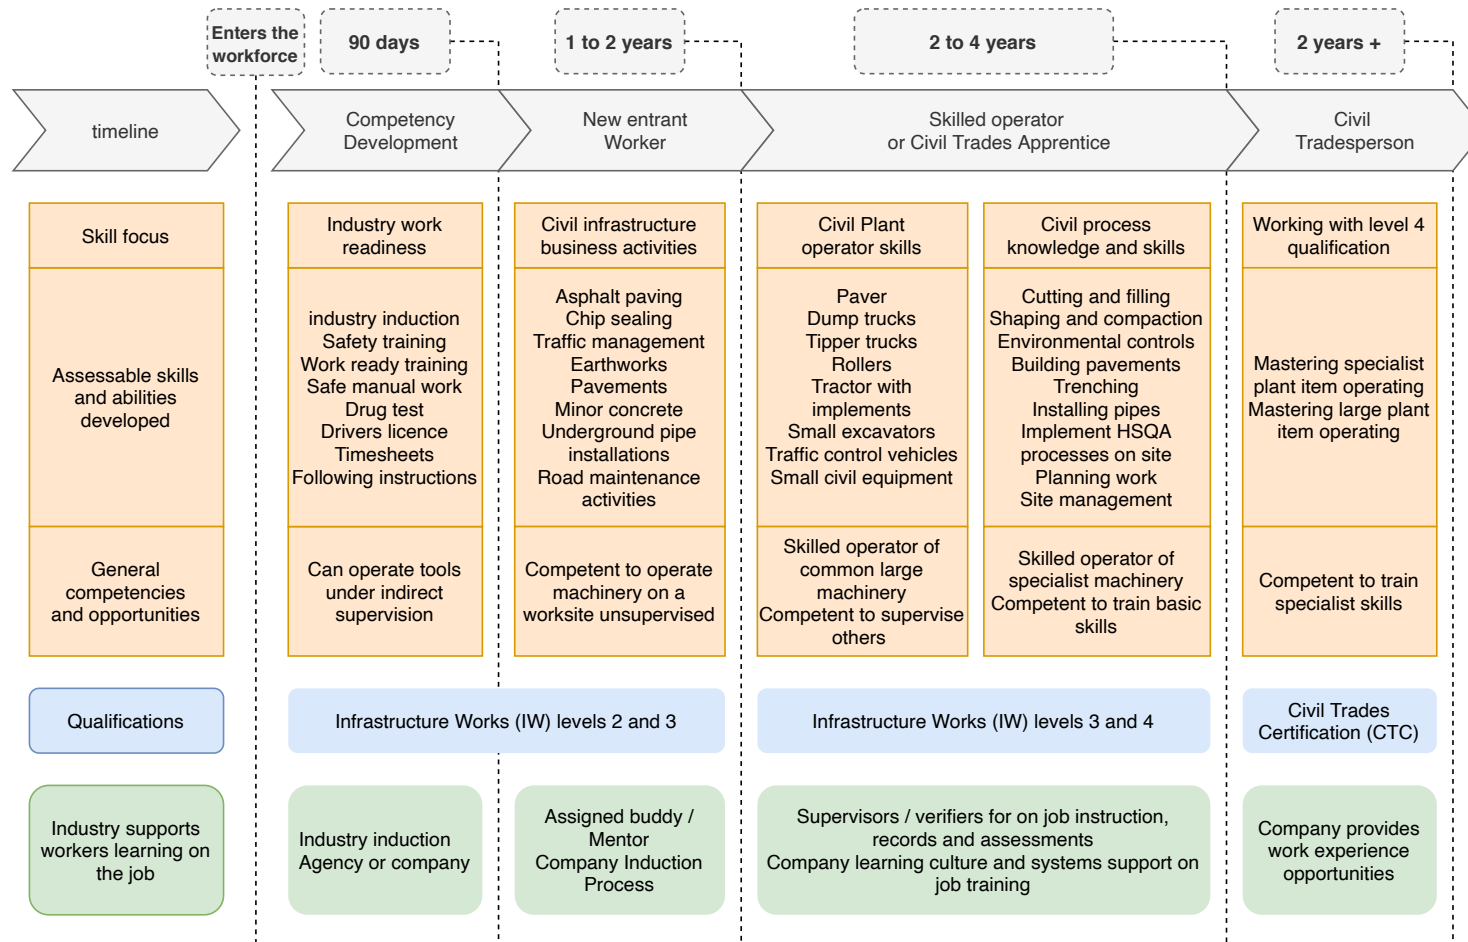 Enters the
workforce
90 days
1 to 2 years
2 to 4 years
2 years +
timeline
Competency
Development
New entrant
Worker
Skilled operator
or Civil Trades Apprentice
Civil
Tradesperson
Skill focus
Industry work
readiness
Civil infrastructure
business activities
Civil Plant
operator skills
Civil process
knowledge and skills
Working with level 4
qualification
Assessable skills
and abilities
developed
industry induction
Safety training
Work ready training
Safe manual work
Drug test
Drivers licence
Timesheets
Following instructions
Asphalt paving
Chip sealing
Traffic management
Earthworks
Pavements
Minor concrete
Underground pipe
installations
Road maintenance
activities
Paver
Dump trucks
Tipper trucks
Rollers
Tractor with
implements
Small excavators
Traffic control vehicles
Small civil equipment
Cutting and filling
Shaping and compaction
Environmental controls
Building pavements
Trenching
Installing pipes
Implement HSQA
processes on site
Planning work
Site management
Mastering specialist
plant item operating
Mastering large plant
item operating
General
competencies
and opportunities
Can operate tools
under indirect
supervision
Competent to operate
machinery on a
worksite unsupervised
Skilled operator of
common large
machinery
Competent to supervise
others
Skilled operator of
specialist machinery
Competent to train basic
skills
Competent to train
specialist skills
Qualifications
Infrastructure Works (IW) levels 2 and 3
Infrastructure Works (IW) levels 3 and 4
Civil Trades
Certification (CTC)
Industry supports
workers learning on
the job
Industry induction
Agency or company
Assigned buddy /
Mentor
Company Induction
Process
Supervisors / verifiers for on job instruction,
records and assessments
Company learning culture and systems support on
job training
Company provides
work experience
opportunities